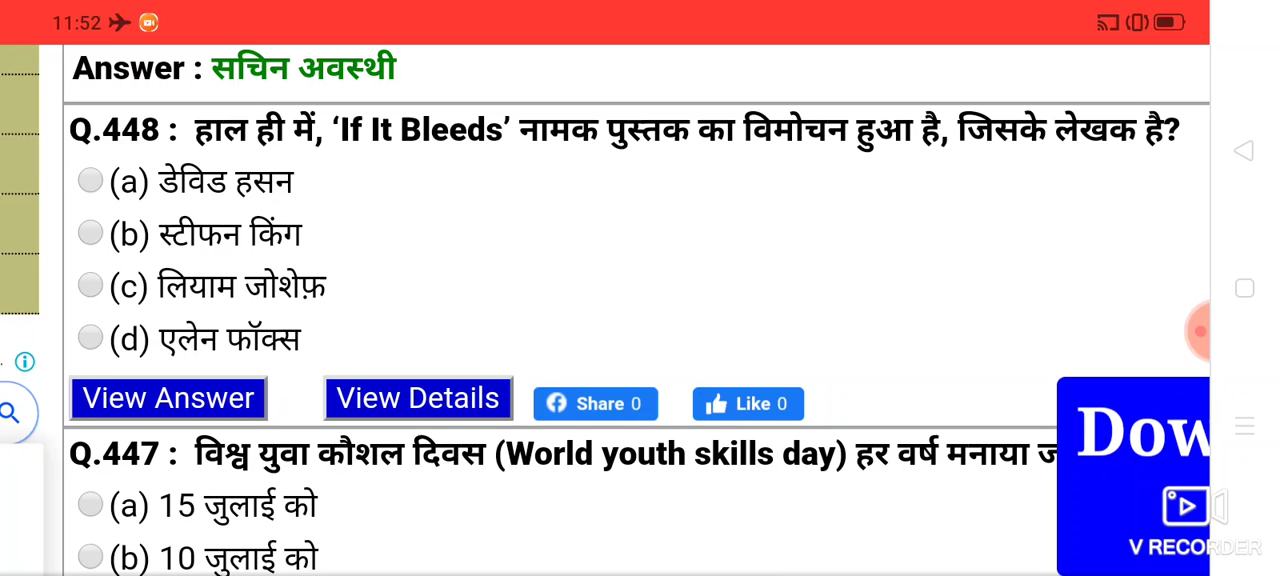 11:52
Answer : सचिन अवस्थी
Q.448 : हाल ही में, ‘If It Bleeds’ नामक पुस्तक का विमोचन हुआ है, जिसके लेखक है?
(a) डेविड हसन
(b) स्टीफन किंग
(c) लियाम जोशेफ़
(d) एलेन फॉक्स
View Answer View Details Share 0 Like 0
Q.447 : विश्व युवा कौशल दिवस (World youth skills day) हर वर्ष मनाया
Dow
(a) 15 जुलाई को
(b) 10 जुलाई को
V RECORDER